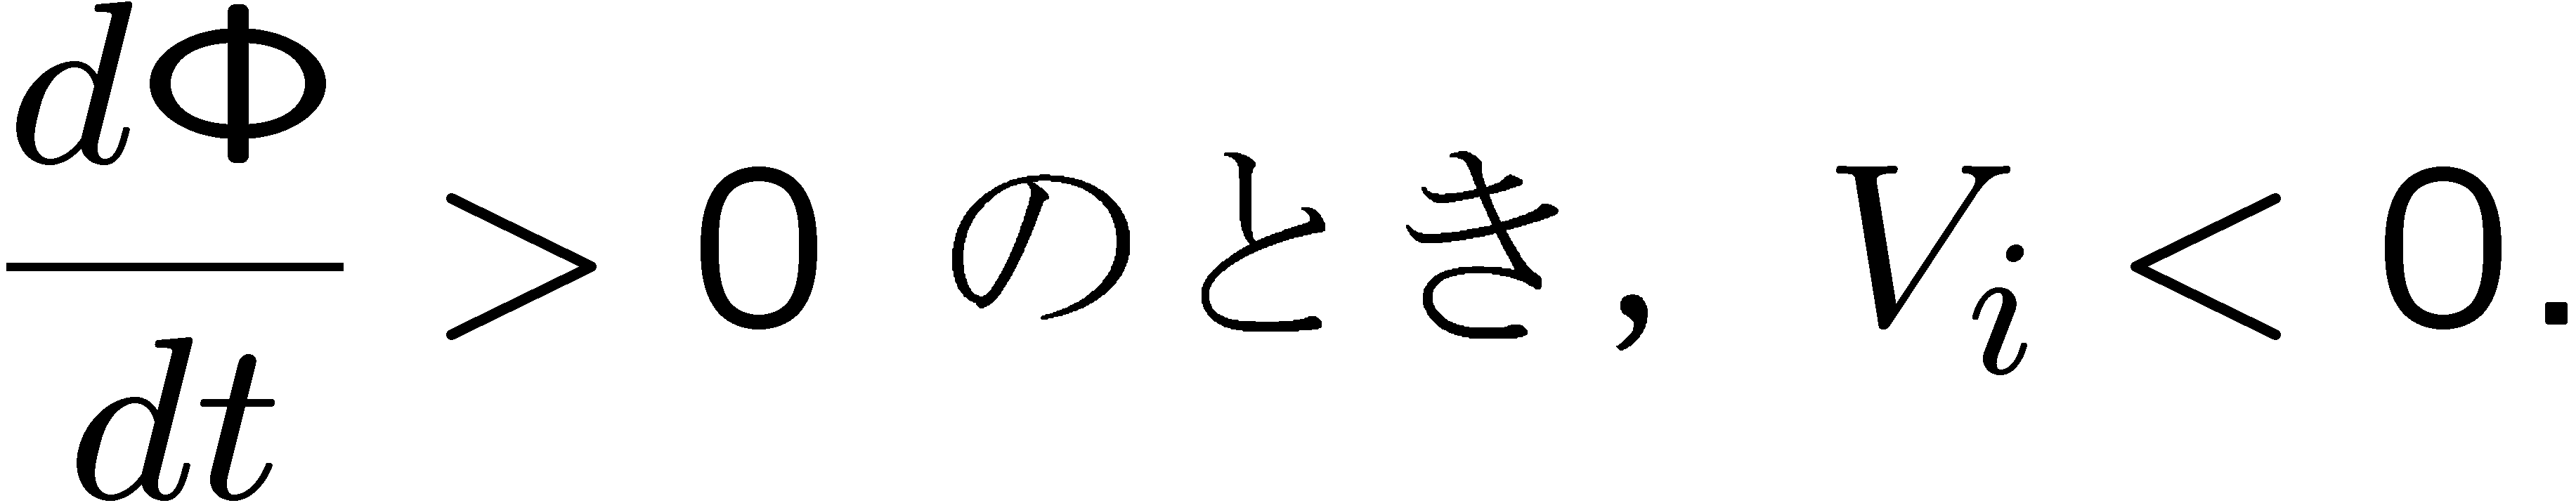 dΦ/dt > 0 のとき, V_i < 0.